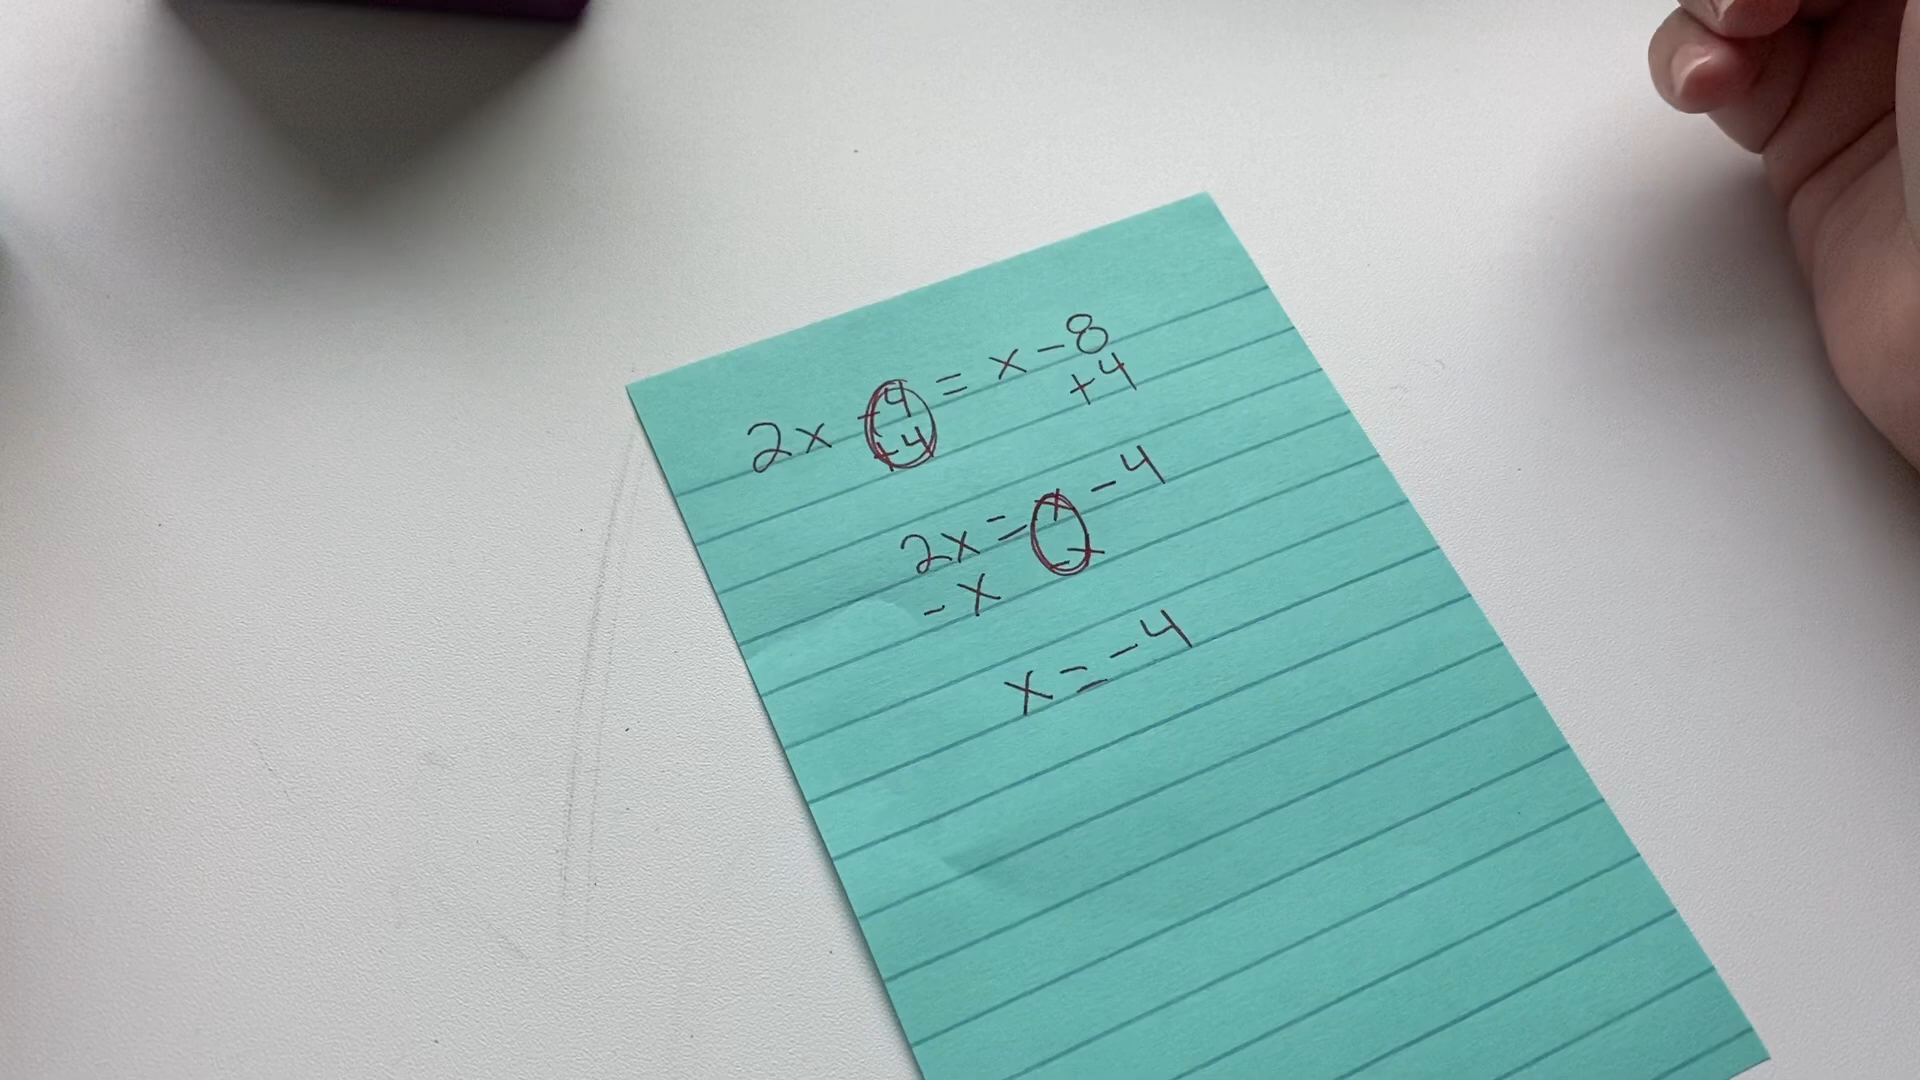 2x -4 = x - 8
+4 +4
2x = x - 4
- x - x
x = - 4